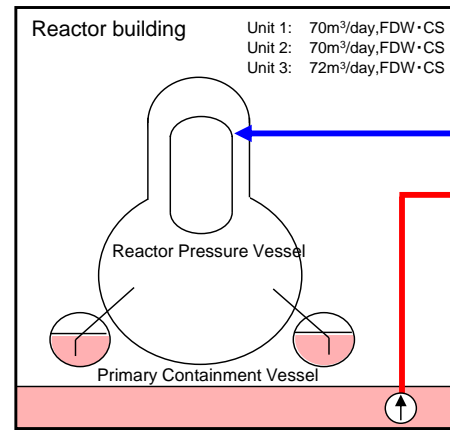 Reactor building
Unit 1: 70m³/day,FDW・CS
Unit 2: 70m³/day,FDW・CS
Unit 3: 72m³/day,FDW・CS
Reactor Pressure Vessel
Primary Containment Vessel